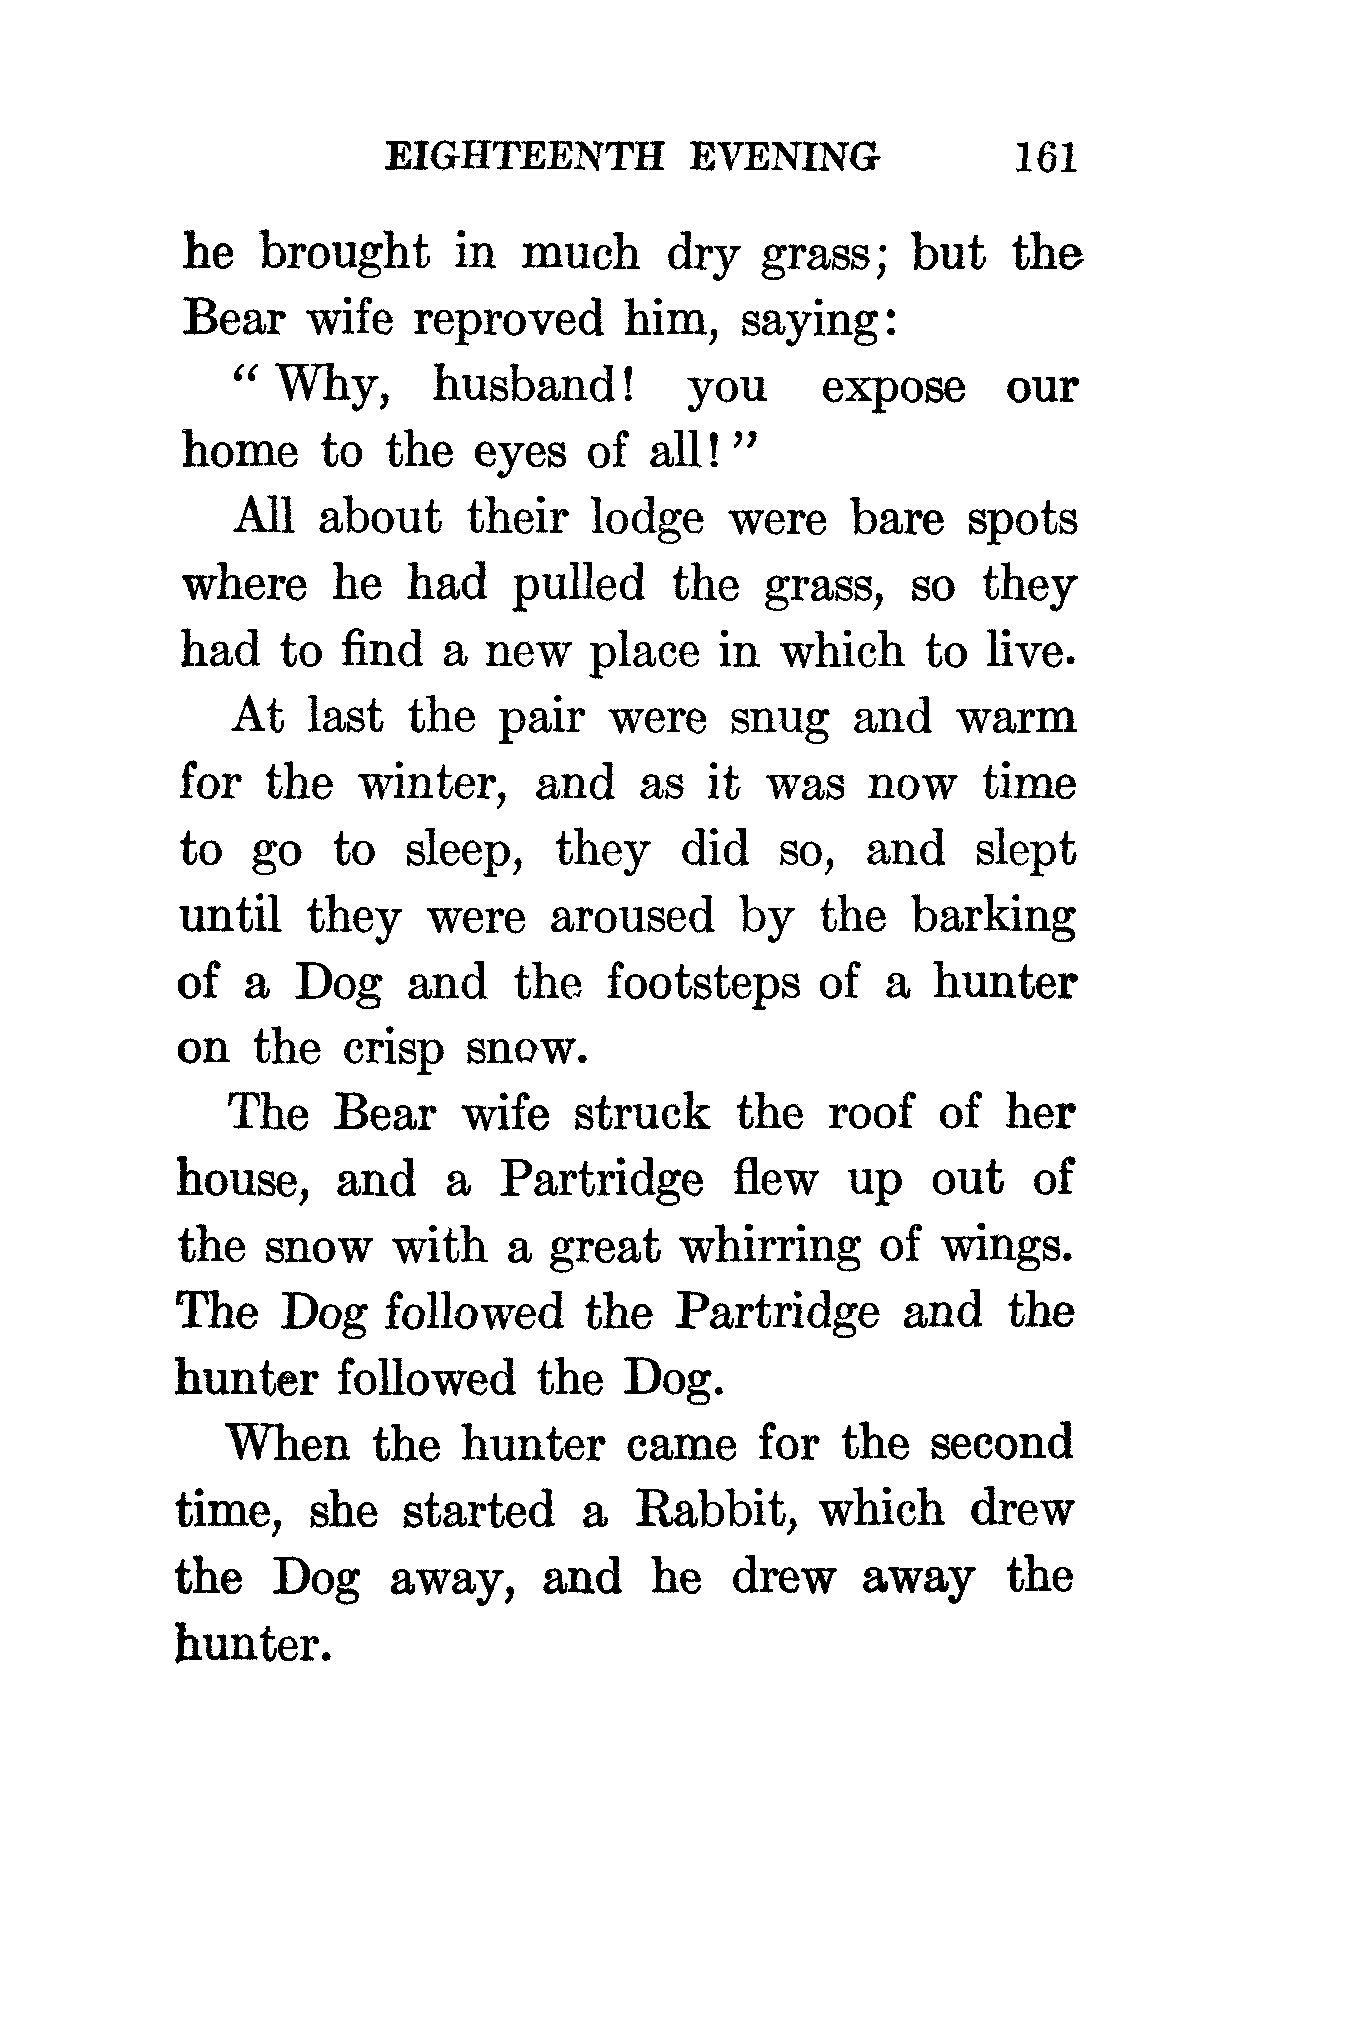 EIGHTEENTH EVENING 161
he brought in much dry grass; but the
Bear wife reproved him, saying:
“ Why, husband! you expose our
home to the eyes of all! ”
All about their lodge were bare spots
where he had pulled the grass, so they
had to find a new place in which to live.
At last the pair were snug and warm
for the winter, and as it was now time
to go to sleep, they did so, and slept
until they were aroused by the barking
of a Dog and the footsteps of a hunter
on the crisp snow.
The Bear wife struck the roof of her
house, and a Partridge flew up out of
the snow with a great whirring of wings.
The Dog followed the Partridge and the
hunter followed the Dog.
When the hunter came for the second
time, she started a Rabbit, which drew
the Dog away, and he drew away the
hunter.